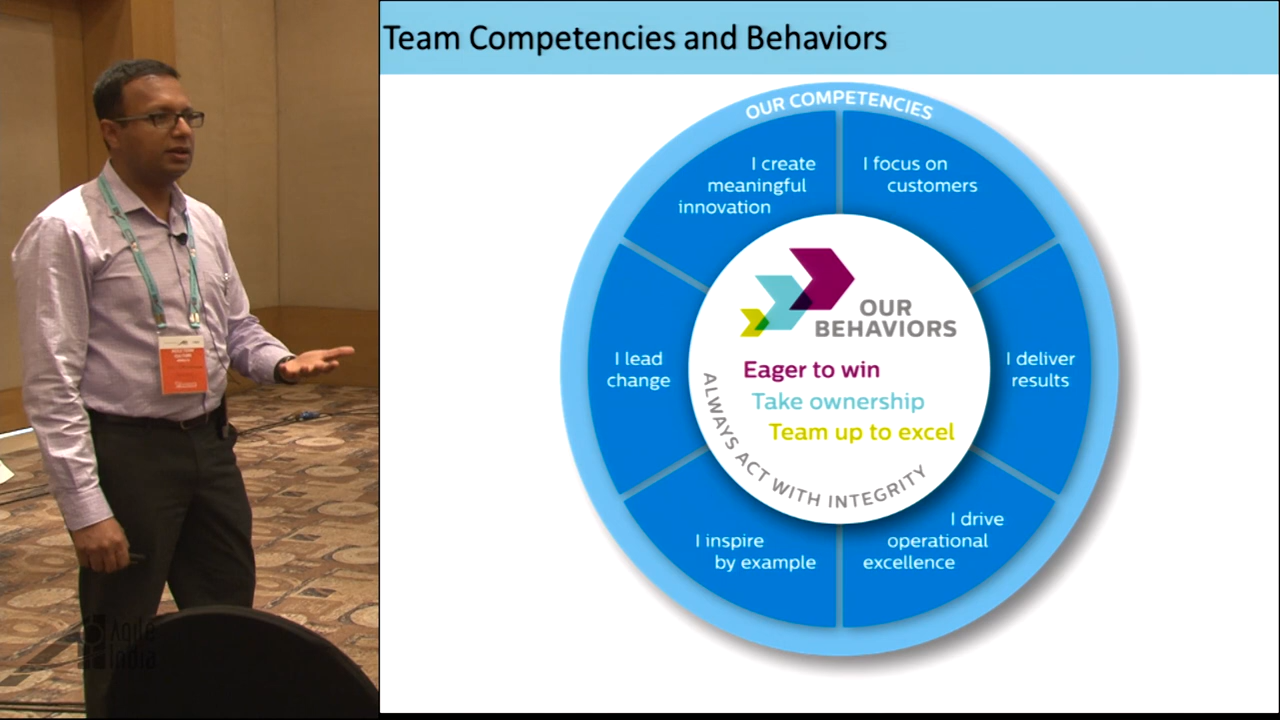 Team Competencies and Behaviors
OUR COMPETENCIES
I create
meaningful
innovation
I focus on
customers
I lead
change
I deliver
results
I inspire
by example
I drive
operational
excellence
OUR
BEHAVIORS
Eager to win
Take ownership
Team up to excel
ALWAYS ACT WITH INTEGRITY
Agile
India